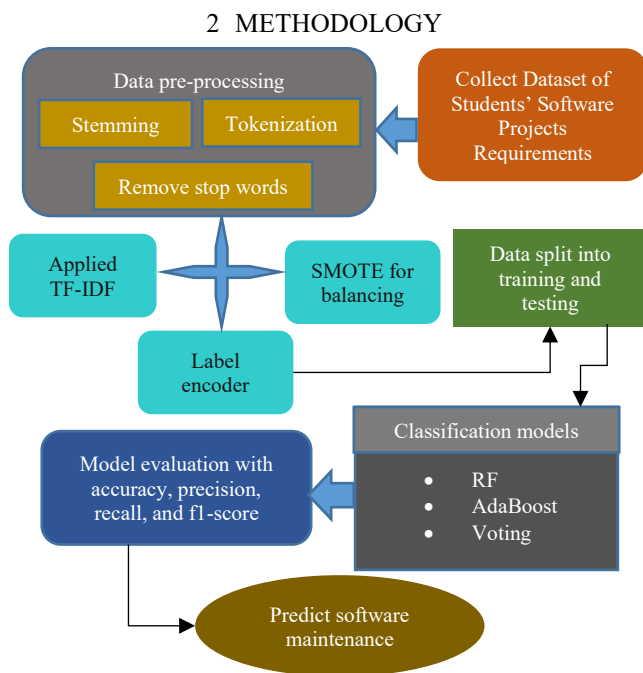 2 METHODOLOGY
Data pre-processing
Stemming
Tokenization
Remove stop words
Collect Dataset of
Students’ Software
Projects
Requirements
Applied
TF-IDF
SMOTE for
balancing
Label
encoder
Data split into
training and
testing
Classification models
• RF
• AdaBoost
• Voting
Model evaluation with
accuracy, precision,
recall, and f1-score
Predict software
maintenance